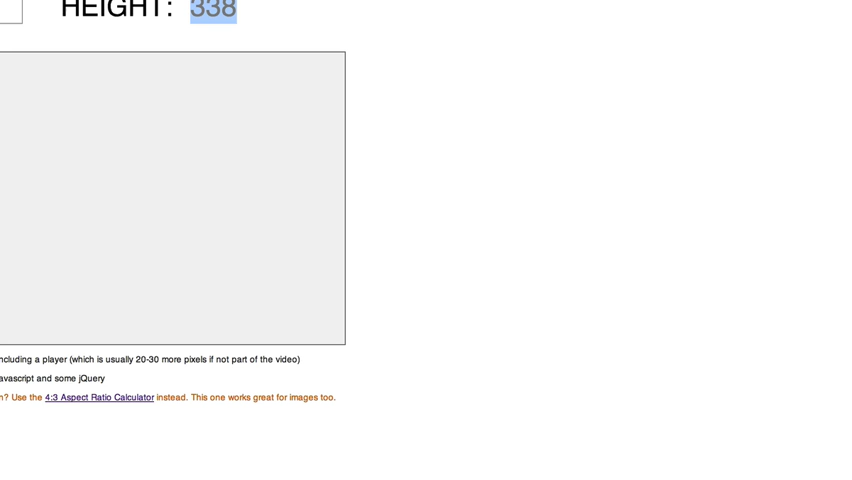 HEIGHT: 338
ncluding a player (which is usually 20-30 more pixels if not part of the video)
avascript and some jQuery
n? Use the 4:3 Aspect Ratio Calculator instead. This one works great for images too.